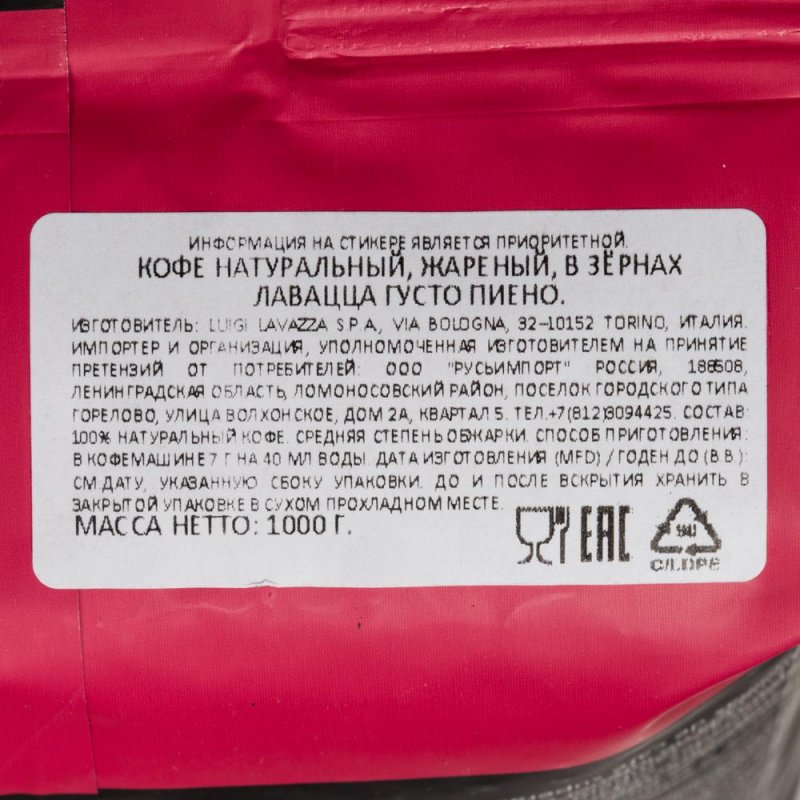 ИНФОРМАЦИЯ НА СТИКЕРЕ ЯВЛЯЕТСЯ ПРИОРИТЕТНОЙ.
КОФЕ НАТУРАЛЬНЫЙ, ЖАРЕНЫЙ, В ЗЁРНАХ
ЛАВАЦЦА ГУСТО ПИЕНО.
ИЗГОТОВИТЕЛЬ: LUIGI LAVAZZA S.P.A., VIA BOLOGNA, 32-10152 TORINO, ИТАЛИЯ.
ИМПОРТЕР И ОРГАНИЗАЦИЯ, УПОЛНОМОЧЕННАЯ ИЗГОТОВИТЕЛЕМ НА ПРИНЯТИЕ
ПРЕТЕНЗИЙ ОТ ПОТРЕБИТЕЛЕЙ: ООО "РУСЬИМПОРТ" РОССИЯ, 188508,
ЛЕНИНГРАДСКАЯ ОБЛАСТЬ, ЛОМОНОСОВСКИЙ РАЙОН, ПОСЕЛОК ГОРОДСКОГО ТИПА
ГОРЕЛОВО, УЛИЦА ВОЛХОНСКОЕ, ДОМ 2А, КВАРТАЛ 5. ТЕЛ.+7(812)3094425. СОСТАВ:
100% НАТУРАЛЬНЫЙ КОФЕ. СРЕДНЯЯ СТЕПЕНЬ ОБЖАРКИ. СПОСОБ ПРИГОТОВЛЕНИЯ:
В КОФЕМАШИНЕ 7 Г НА 40 МЛ ВОДЫ. ДАТА ИЗГОТОВЛЕНИЯ (MFD) / ГОДЕН ДО (B.B.):
СМ.ДАТУ, УКАЗАННУЮ СБОКУ УПАКОВКИ. ДО И ПОСЛЕ ВСКРЫТИЯ ХРАНИТЬ В
ЗАКРЫТОЙ УПАКОВКЕ В СУХОМ ПРОХЛАДНОМ МЕСТЕ.
МАССА НЕТТО: 1000 Г.
EAC
90
C/LDPE